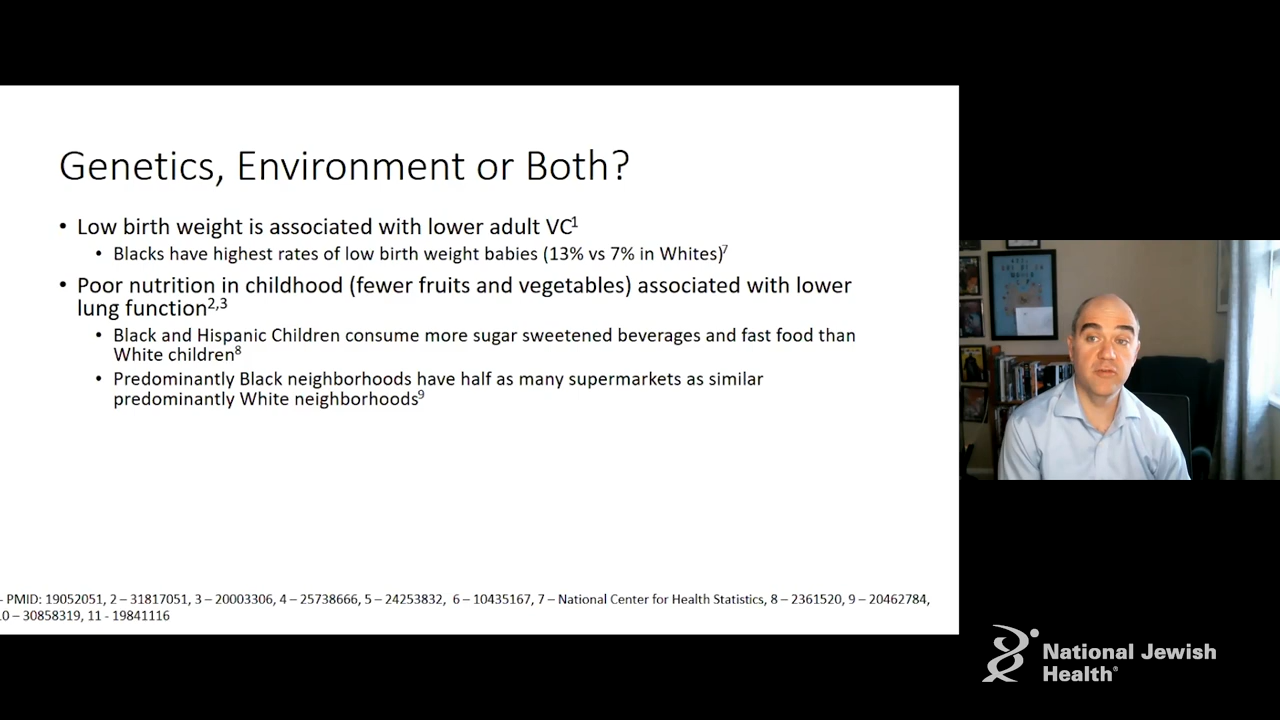 Genetics, Environment or Both?
• Low birth weight is associated with lower adult VC1
• Blacks have highest rates of low birth weight babies (13% vs 7% in Whites)7
• Poor nutrition in childhood (fewer fruits and vegetables) associated with lower
lung function2,3
• Black and Hispanic Children consume more sugar sweetened beverages and fast food than
White children8
• Predominantly Black neighborhoods have half as many supermarkets as similar
predominantly White neighborhoods9
- PMID: 19052051, 2 – 31817051, 3 – 20003306, 4 – 25738666, 5 – 24253832, 6 – 10435167, 7 – National Center for Health Statistics, 8 – 2361520, 9 – 20462784,
0 – 30858319, 11 - 19841116
National Jewish
Health®